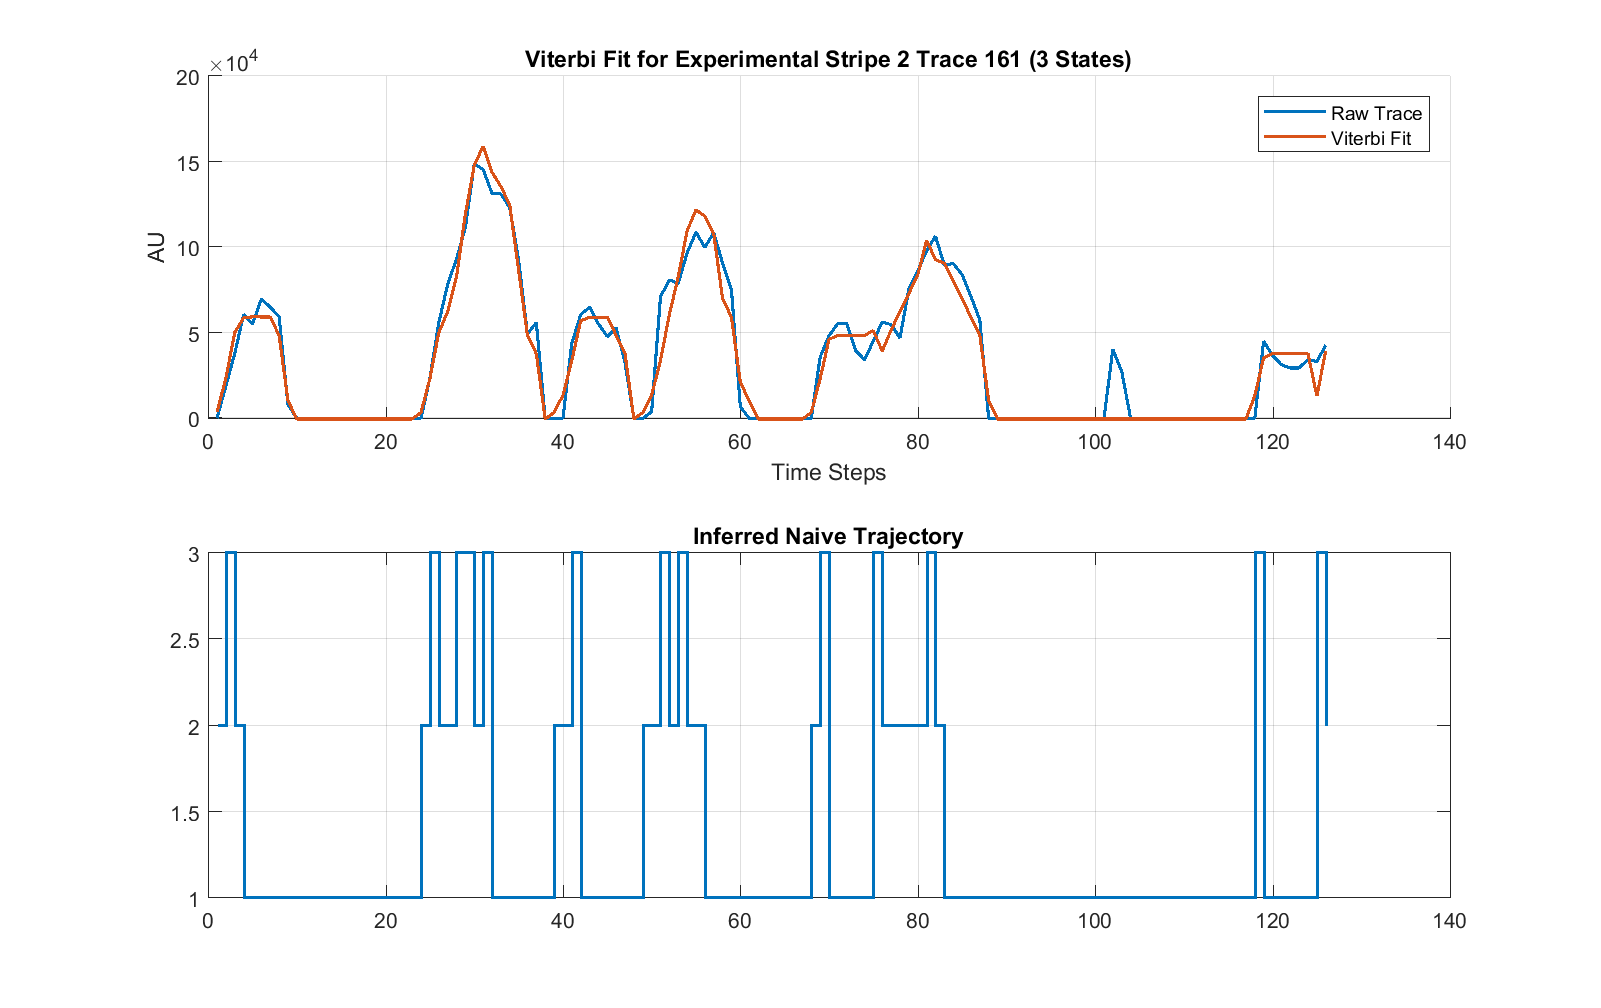 Viterbi Fit for Experimental Stripe 2 Trace 161 (3 States)
×10⁴
20
15
10
5
0
AU
Raw Trace
Viterbi Fit
0 20 40 60 80 100 120 140
Time Steps
Inferred Naive Trajectory
3
2.5
2
1.5
1
0 20 40 60 80 100 120 140